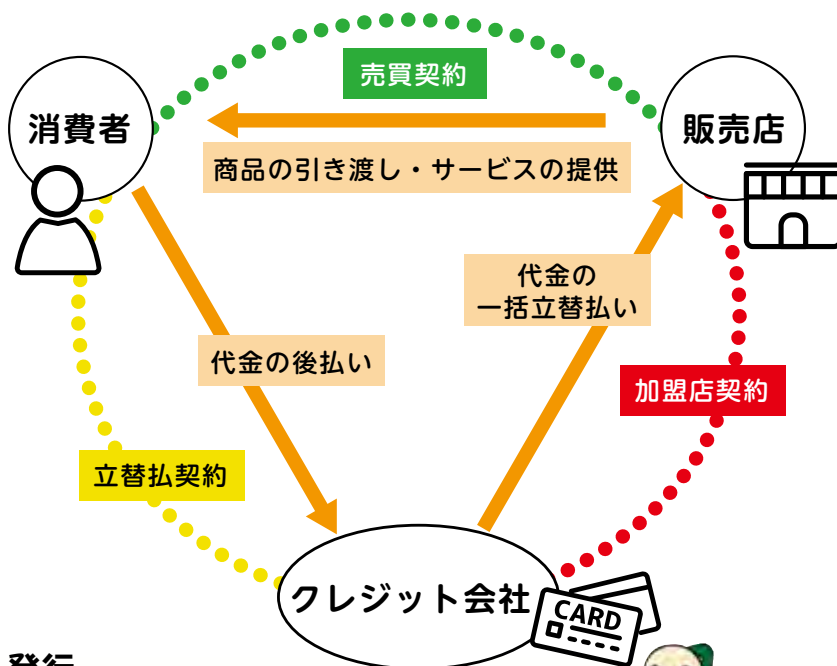 売買契約
消費者
販売店
商品の引き渡し・サービスの提供
代金の
一括立替払い
代金の後払い
加盟店契約
立替払契約
クレジット会社
CARD
発行